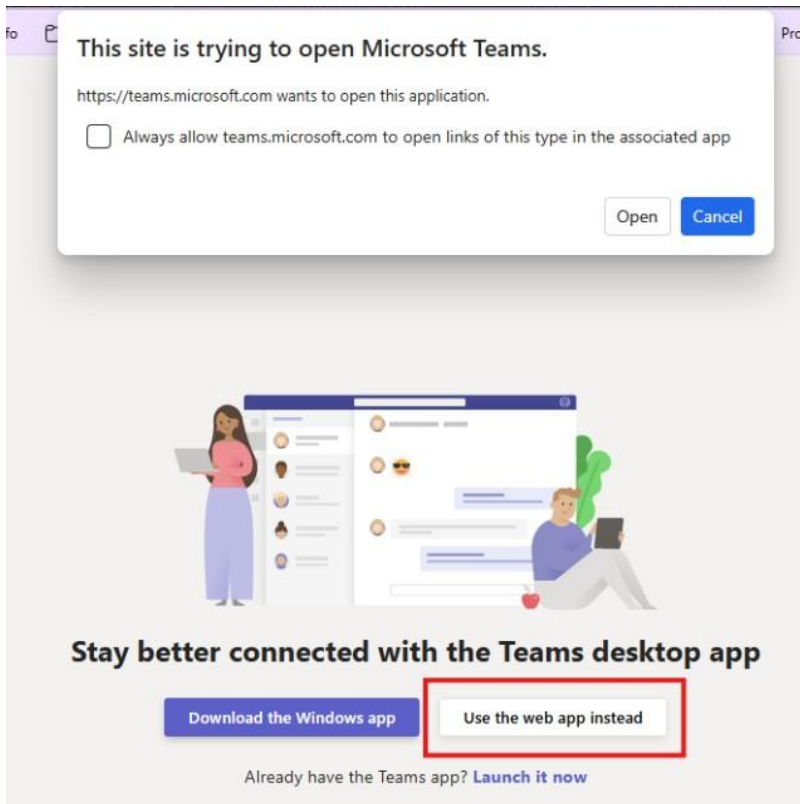 fo
Pro
This site is trying to open Microsoft Teams.
https://teams.microsoft.com wants to open this application.
Always allow teams.microsoft.com to open links of this type in the associated app
Open Cancel
Stay better connected with the Teams desktop app
Download the Windows app Use the web app instead
Already have the Teams app? Launch it now